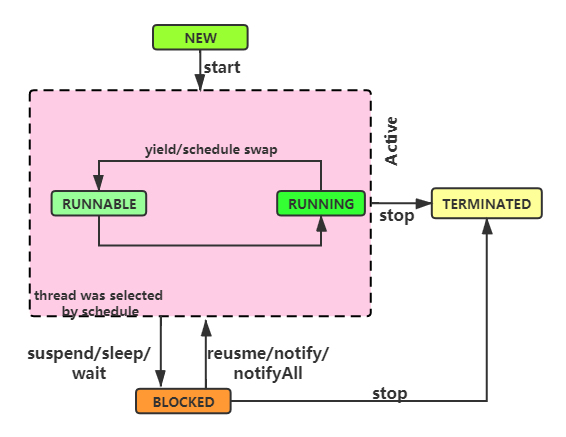 NEW
start
Active
yield/schedule swap
RUNNABLE
RUNNING
stop
TERMINATED
thread was selected
by schedule
suspend/sleep/
wait
reusme/notify/
notifyAll
BLOCKED
stop